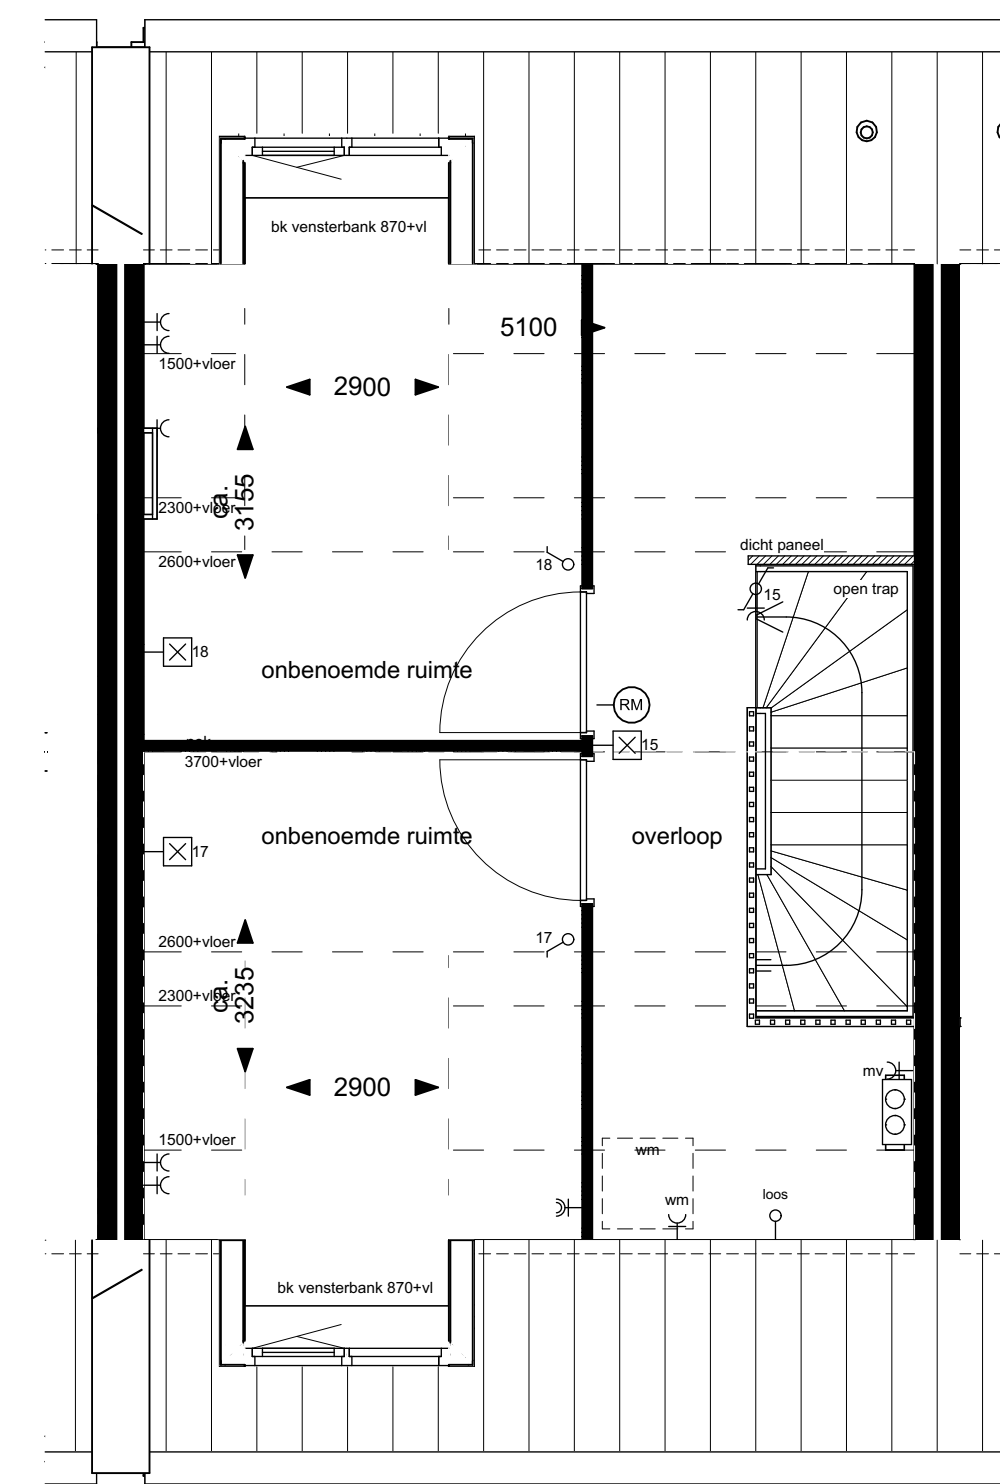 bk vensterbank 870+vl
5100
1500+vloer
2900
ca.
3155
2300+vloer
2600+vloer
18
dicht paneel
15
open trap
18
onbenoemde ruimte
RM
15
3700+vloer
17
onbenoemde ruimte
overloop
2600+vloer
17
ca.
3235
2300+vloer
mv
2900
1500+vloer
wm
wm
loos
bk vensterbank 870+vl